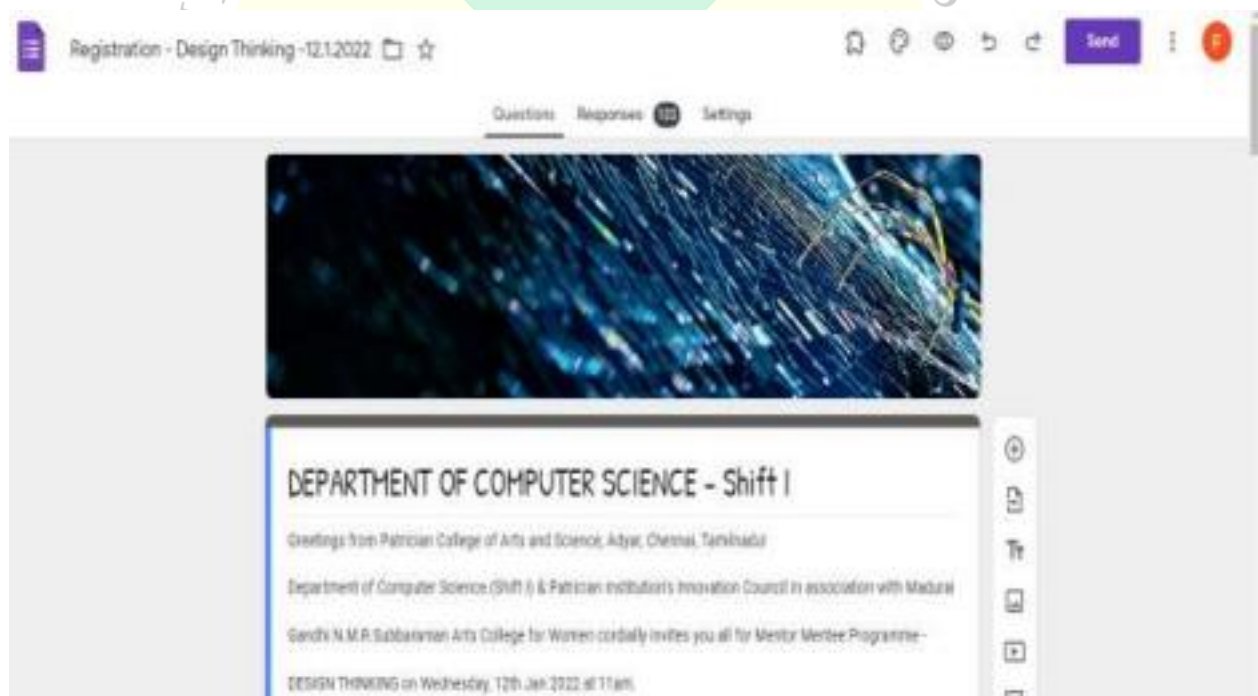 Registration - Design Thinking -12.1.2022
Send
F
Questions Responses Settings
DEPARTMENT OF COMPUTER SCIENCE - Shift I
Greetings from Patrician College of Arts and Science, Adyar, Chennai, Tamilnadu!
Department of Computer Science (Shift I) & Patrician Institution's Innovation Council in association with Madurai
Gandhi N.M.R.Subbaraman Arts College for Women cordially invites you all for Mentor Mentee Programme -
DESIGN THINKING on Wednesday, 12th Jan 2022 at 11am.